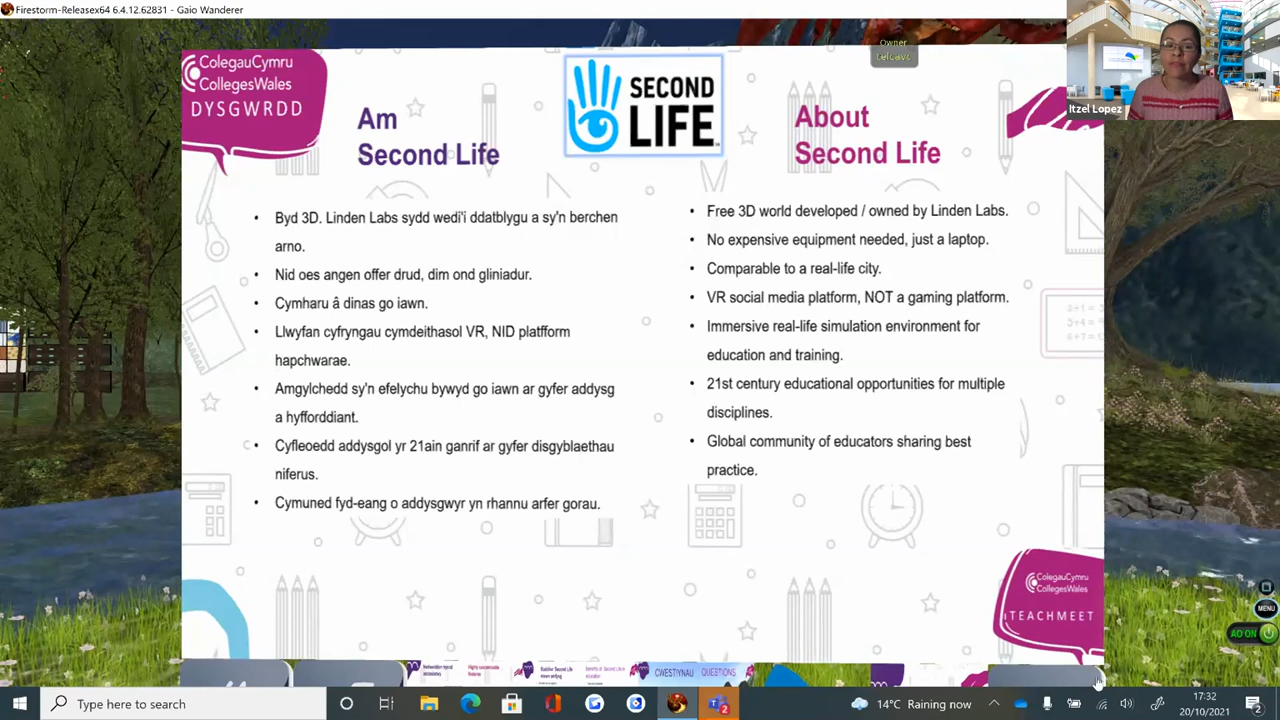 Firestorm-Releasex64 6.4.12.62831 - Gaio Wanderer
Owner
Itzel Lopez
ColegauCymru
CollegesWales
DYSGWRDD
Am
Second Life
SECOND
LIFE
About
Second Life
• Byd 3D. Linden Labs sydd wedi'i ddatblygu a sy'n berchen
arno.
• Nid oes angen offer drud, dim ond gliniadur.
• Cymharu â dinas go iawn.
• Llwyfan cyfryngau cymdeithasol VR, NID platfform
hapchwarae.
• Amgylchedd sy'n efelychu bywyd go iawn ar gyfer addysg
a hyfforddiant.
• Cyfleoedd addysgol yr 21ain ganrif ar gyfer disgyblaethau
niferus.
• Cymuned fyd-eang o addysgwyr yn rhannu arfer gorau.
• Free 3D world developed / owned by Linden Labs.
• No expensive equipment needed, just a laptop.
• Comparable to a real-life city.
• VR social media platform, NOT a gaming platform.
• Immersive real-life simulation environment for
education and training.
• 21st century educational opportunities for multiple
disciplines.
• Global community of educators sharing best
practice.
ColegauCymru
CollegesWales
TEACHMEET
MENU
AO ON
CWESTIYNAU QUESTIONS
Type here to search
2
14°C Raining now
17:32
20/10/2021
2